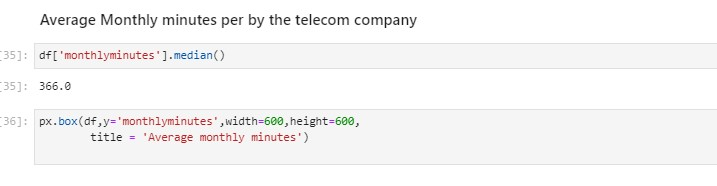 Average Monthly minutes per by the telecom company
35]: df['monthlyminutes'].median()
35]: 366.0
36]: px.box(df,y='monthlyminutes',width=600,height=600,
title = 'Average monthly minutes')